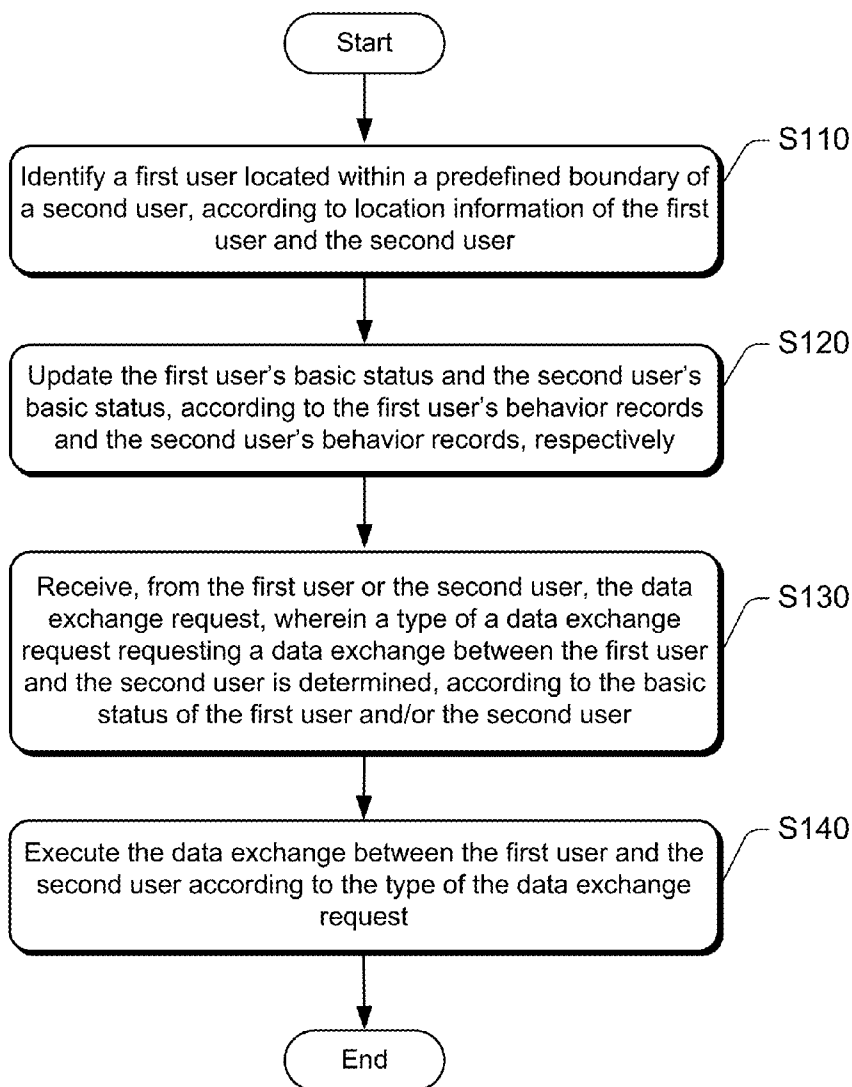 Start
S110
Identify a first user located within a predefined boundary of
a second user, according to location information of the first
user and the second user
S120
Update the first user's basic status and the second user's
basic status, according to the first user's behavior records
and the second user's behavior records, respectively
S130
Receive, from the first user or the second user, the data
exchange request, wherein a type of a data exchange
request requesting a data exchange between the first user
and the second user is determined, according to the basic
status of the first user and/or the second user
S140
Execute the data exchange between the first user and the
second user according to the type of the data exchange
request
End